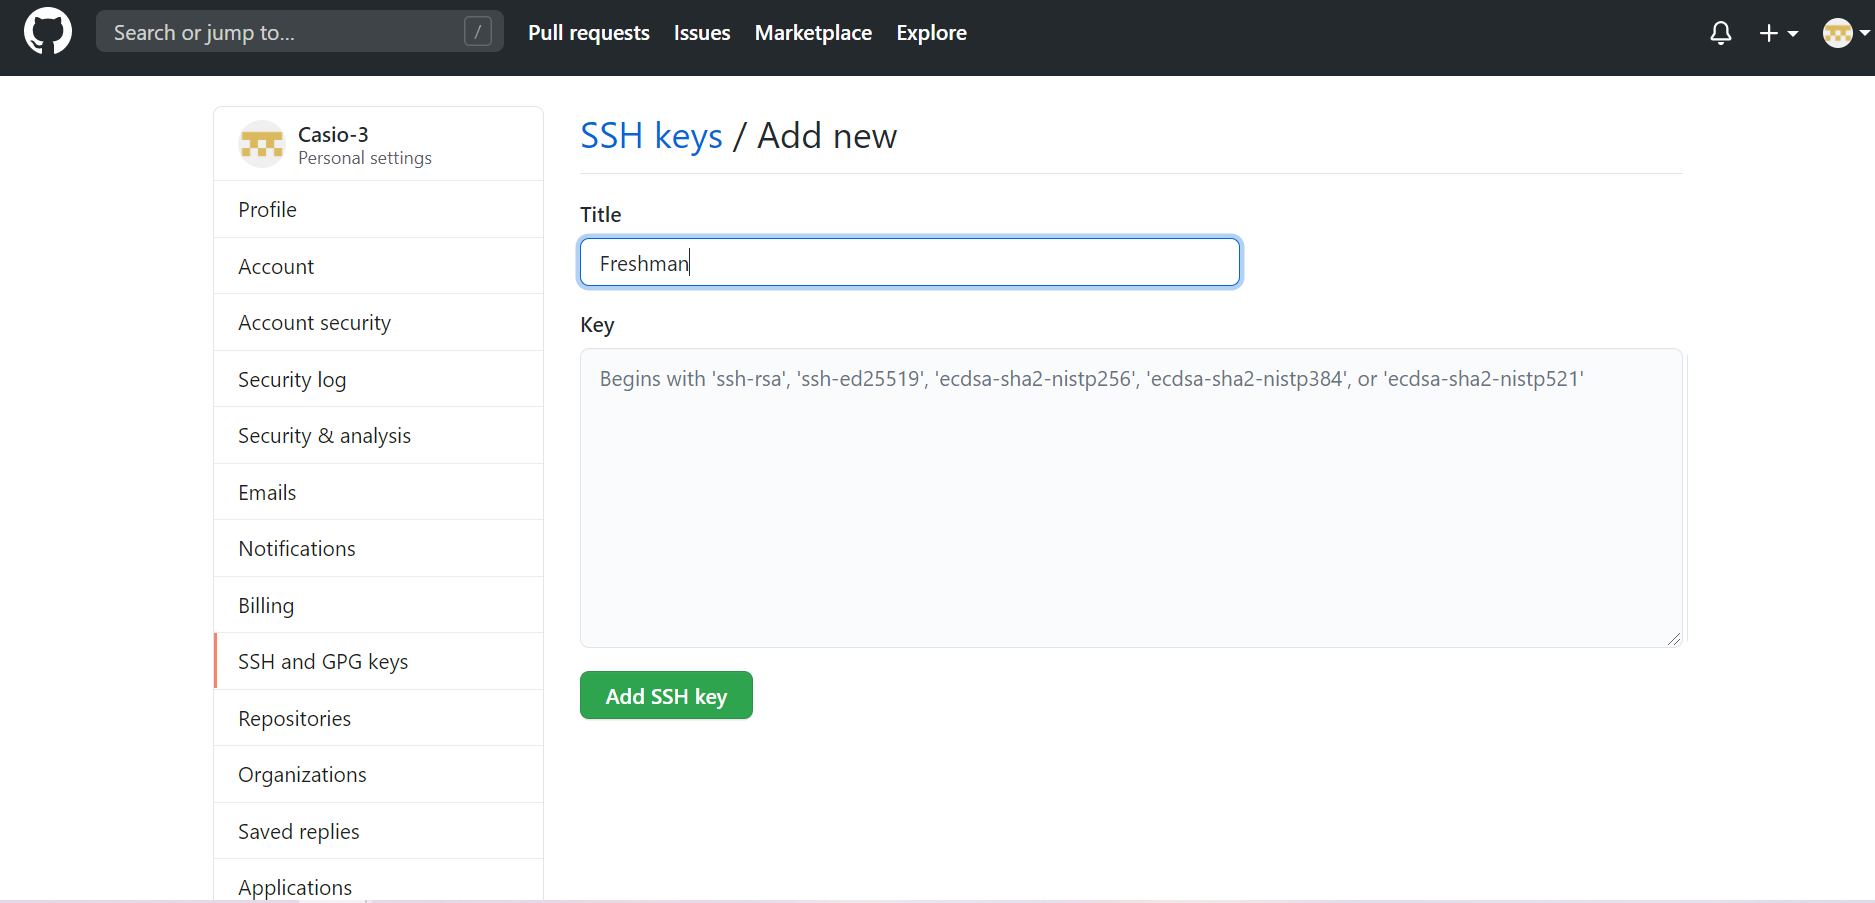 Search or jump to... /
Pull requests Issues Marketplace Explore
Casio-3
Personal settings
Profile
Account
Account security
Security log
Security & analysis
Emails
Notifications
Billing
SSH and GPG keys
Repositories
Organizations
Saved replies
Applications
SSH keys / Add new
Title
Freshman
Key
Begins with 'ssh-rsa', 'ssh-ed25519', 'ecdsa-sha2-nistp256', 'ecdsa-sha2-nistp384', or 'ecdsa-sha2-nistp521'
Add SSH key